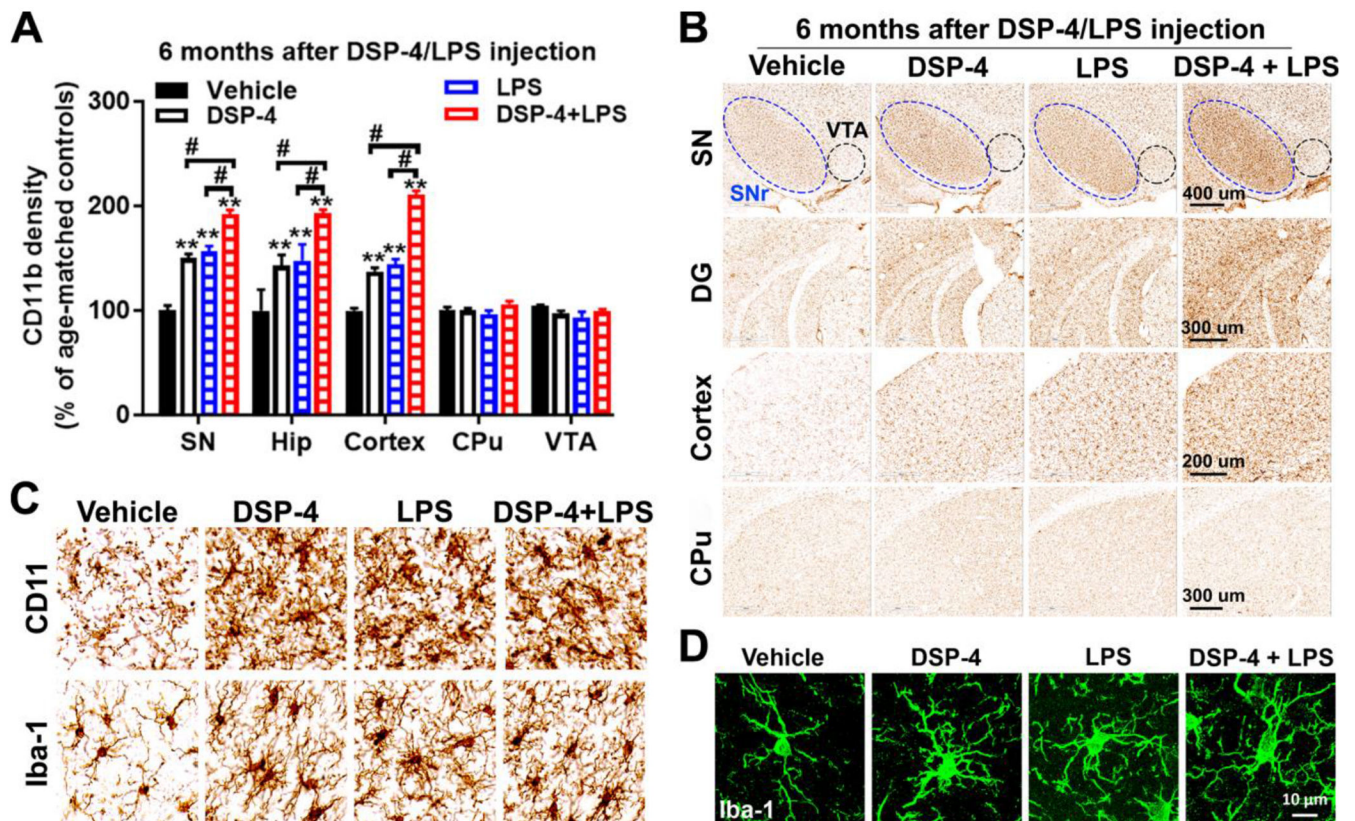 A
6 months after DSP-4/LPS injection
Vehicle
DSP-4
LPS
DSP-4+LPS
CD11b density
(% of age-matched controls)
300
200
100
0
#
#
** ** **
#
#
** ** **
#
#
** ** **
SN Hip Cortex CPu VTA
B
6 months after DSP-4/LPS injection
Vehicle DSP-4 LPS DSP-4 + LPS
SN
VTA
SNr
400 um
DG
300 um
Cortex
200 um
CPu
300 um
C
Vehicle DSP-4 LPS DSP-4+LPS
CD11
Iba-1
D
Vehicle DSP-4 LPS DSP-4 + LPS
Iba-1
10 μm